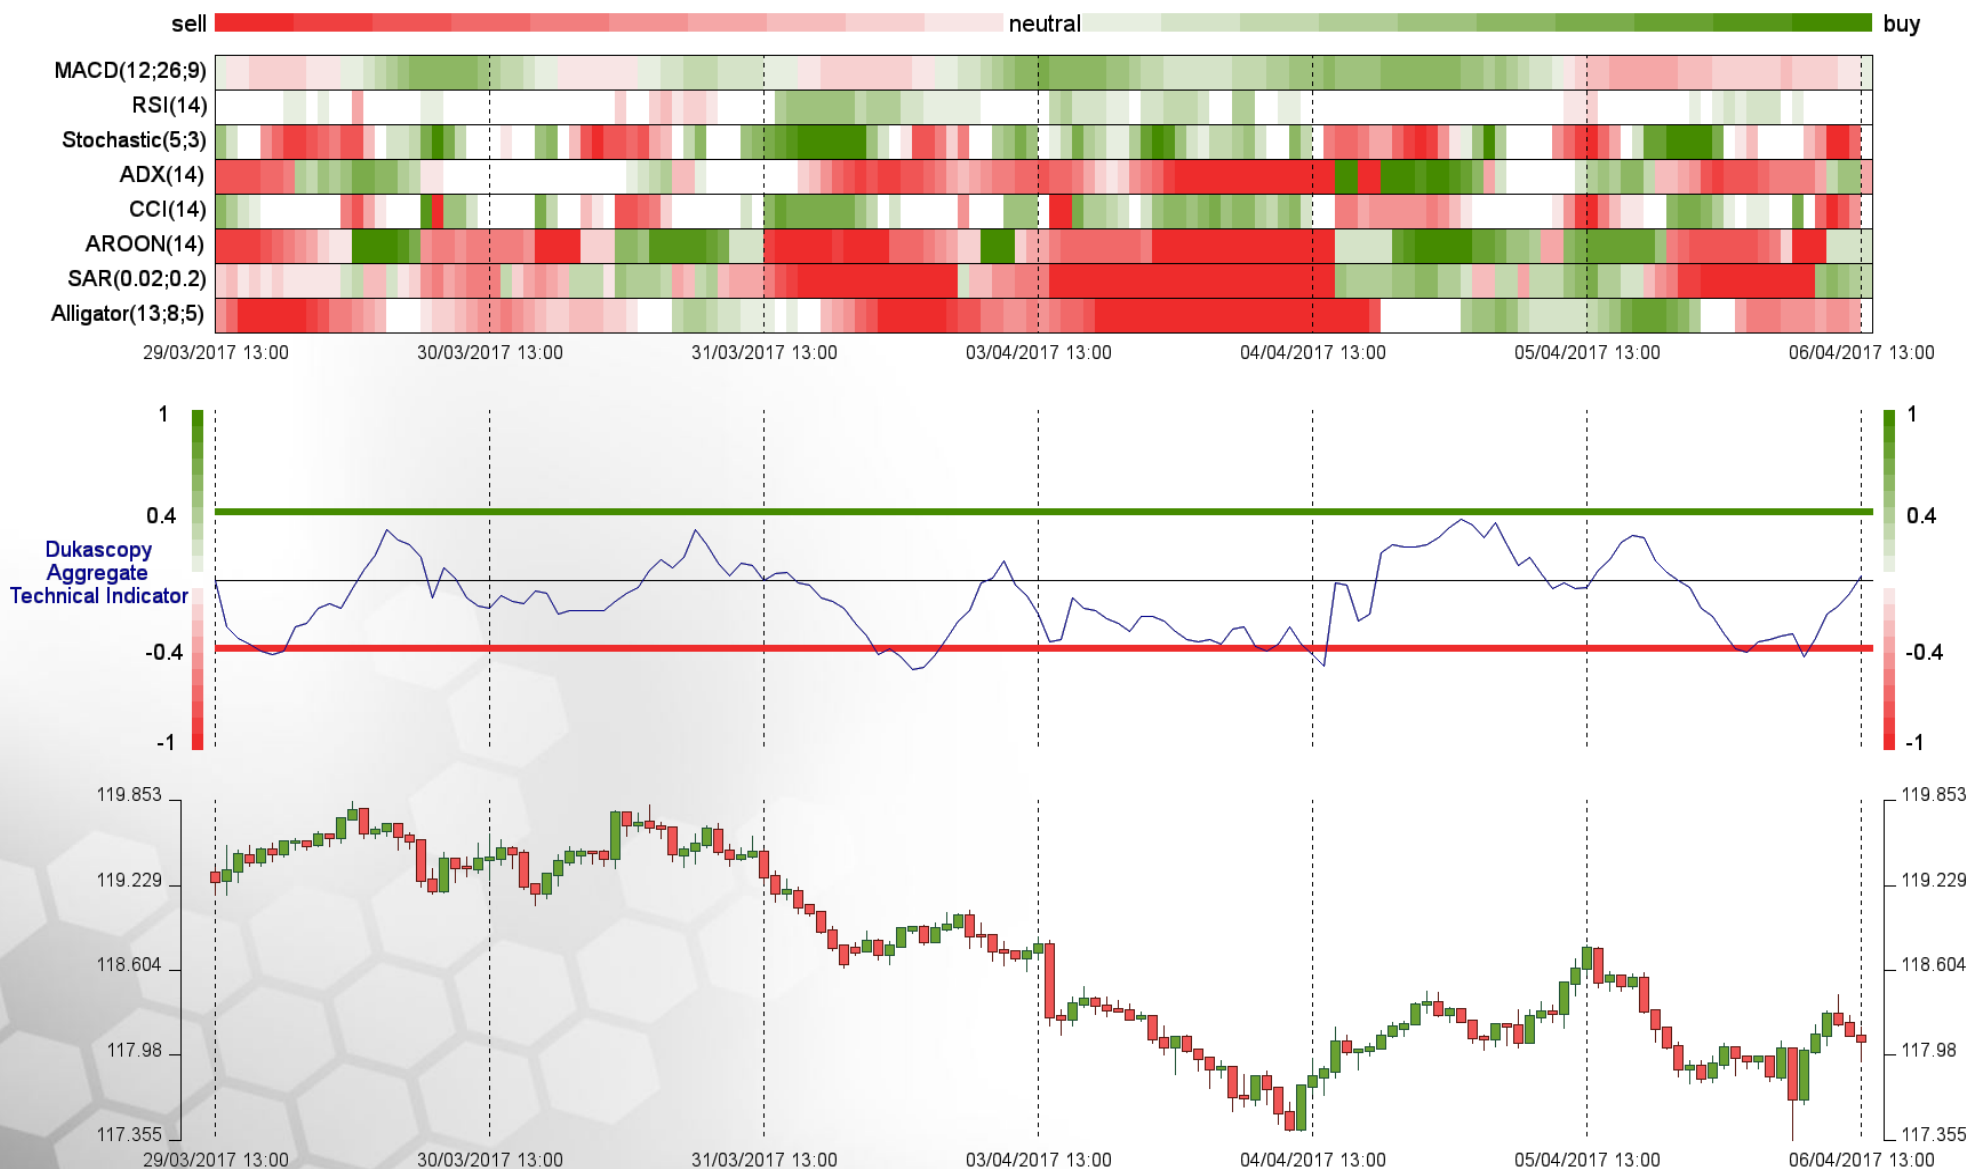 sell neutral buy
MACD(12;26;9)
RSI(14)
Stochastic(5;3)
ADX(14)
CCI(14)
AROON(14)
SAR(0.02;0.2)
Alligator(13;8;5)
29/03/2017 13:00 30/03/2017 13:00 31/03/2017 13:00 03/04/2017 13:00 04/04/2017 13:00 05/04/2017 13:00 06/04/2017 13:00
1 1
0.4 0.4
Dukascopy
Aggregate
Technical Indicator
-0.4 -0.4
-1 -1
119.853 119.853
119.229 119.229
118.604 118.604
117.98 117.98
117.355 117.355
29/03/2017 13:00 30/03/2017 13:00 31/03/2017 13:00 03/04/2017 13:00 04/04/2017 13:00 05/04/2017 13:00 06/04/2017 13:00